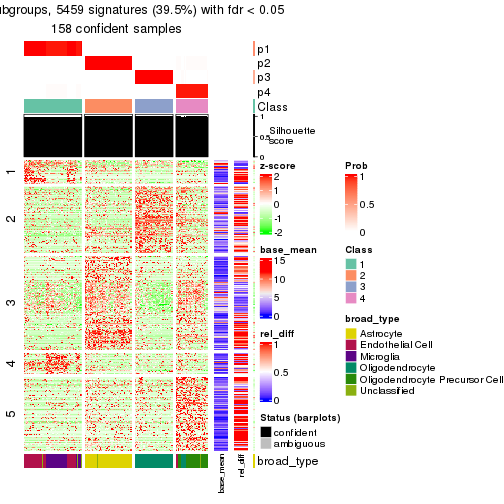 ubgroups, 5459 signatures (39.5%) with fdr < 0.05
158 confident samples
p1
p2
p3
p4
Class
1
0.5
0
Silhouette
score
1
2
3
4
5
z-score
2
1
0
-1
-2
base_mean
15
10
5
0
rel_diff
1
0.5
0
Status (barplots)
confident
ambiguous
Prob
1
0.5
0
Class
1
2
3
4
broad_type
Astrocyte
Endothelial Cell
Microglia
Oligodendrocyte
Oligodendrocyte Precursor Cell
Unclassified
broad_type
base_mean
rel_diff